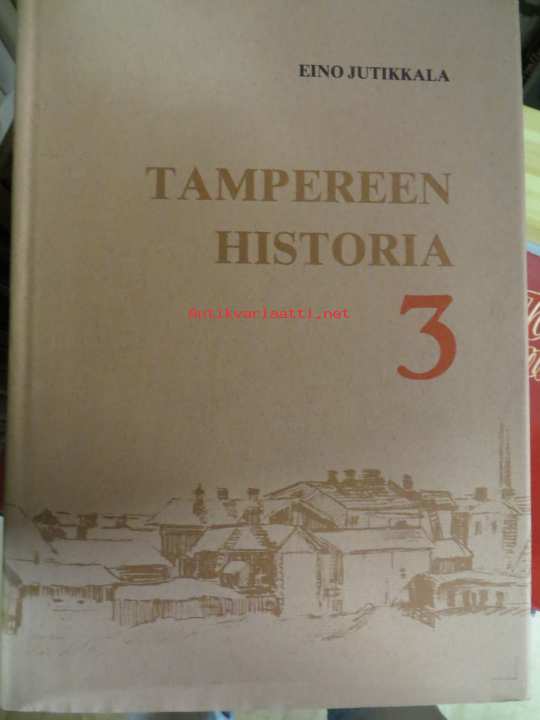 EINO JUTIKKALA
TAMPEREEN
HISTORIA
Antikvariaatti.net
3